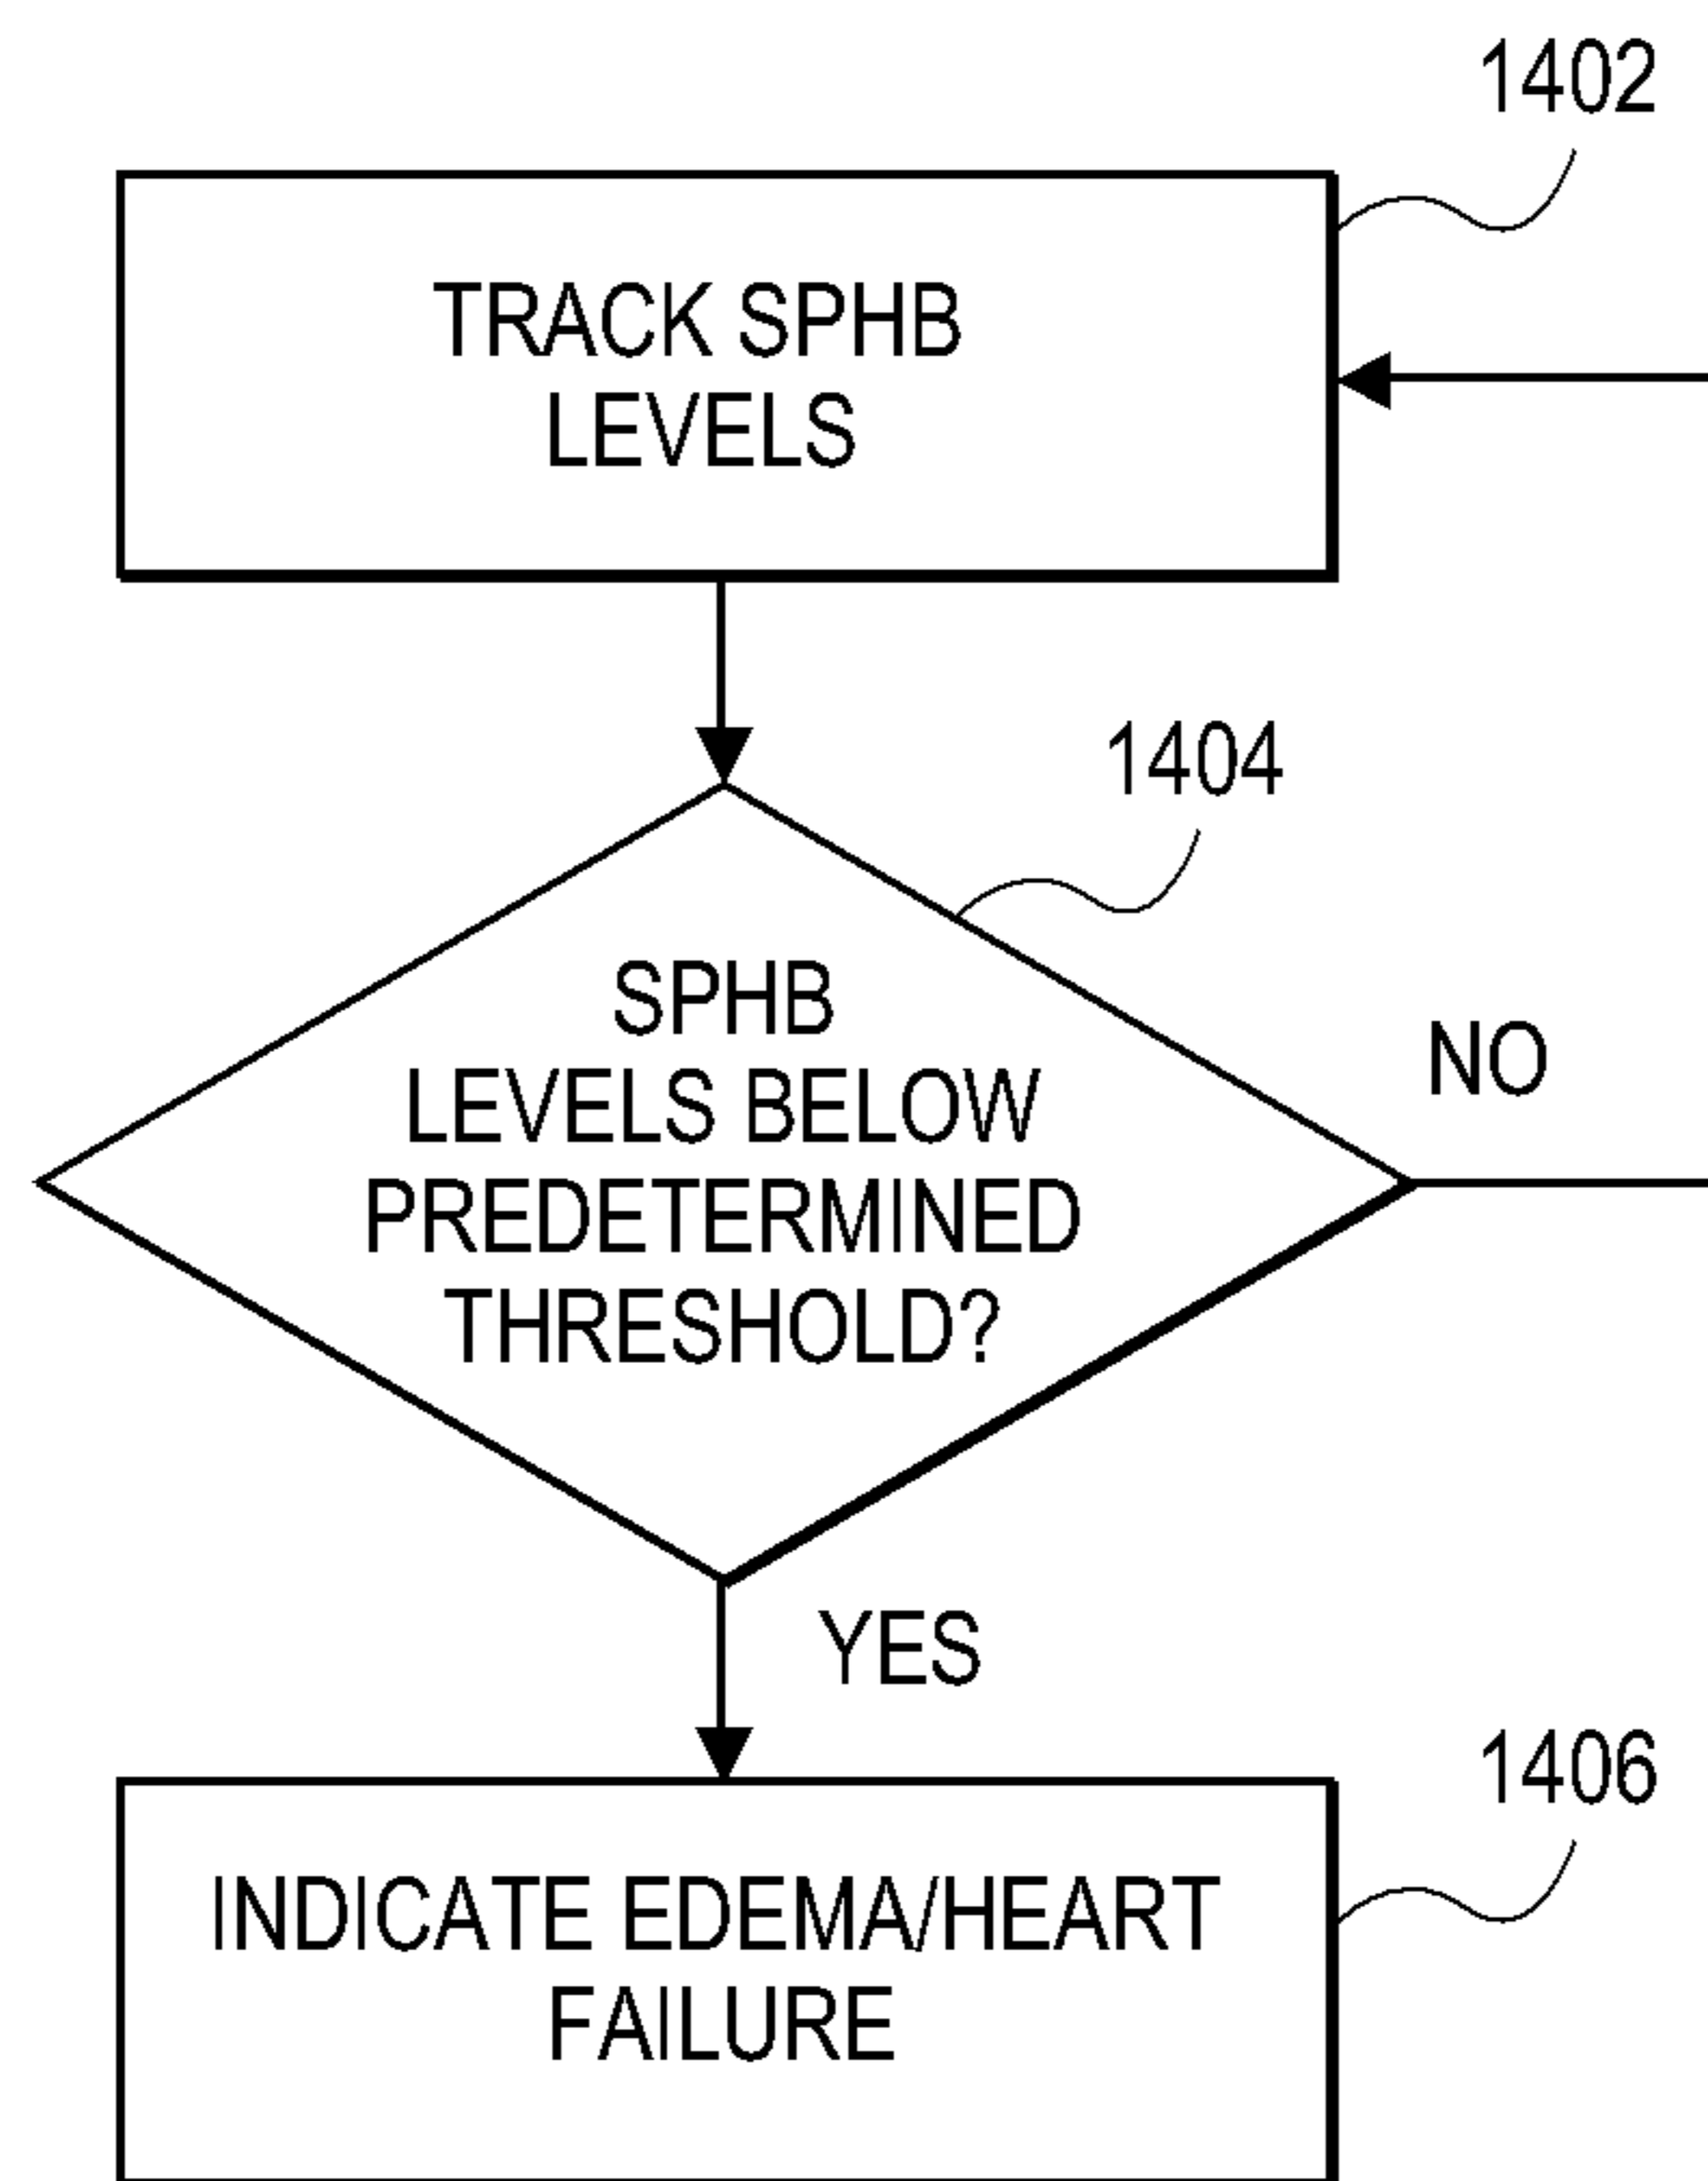 1402
TRACK SPHB
LEVELS
1404
SPHB
LEVELS BELOW
PREDETERMINED
THRESHOLD?
NO
YES
1406
INDICATE EDEMA/HEART
FAILURE